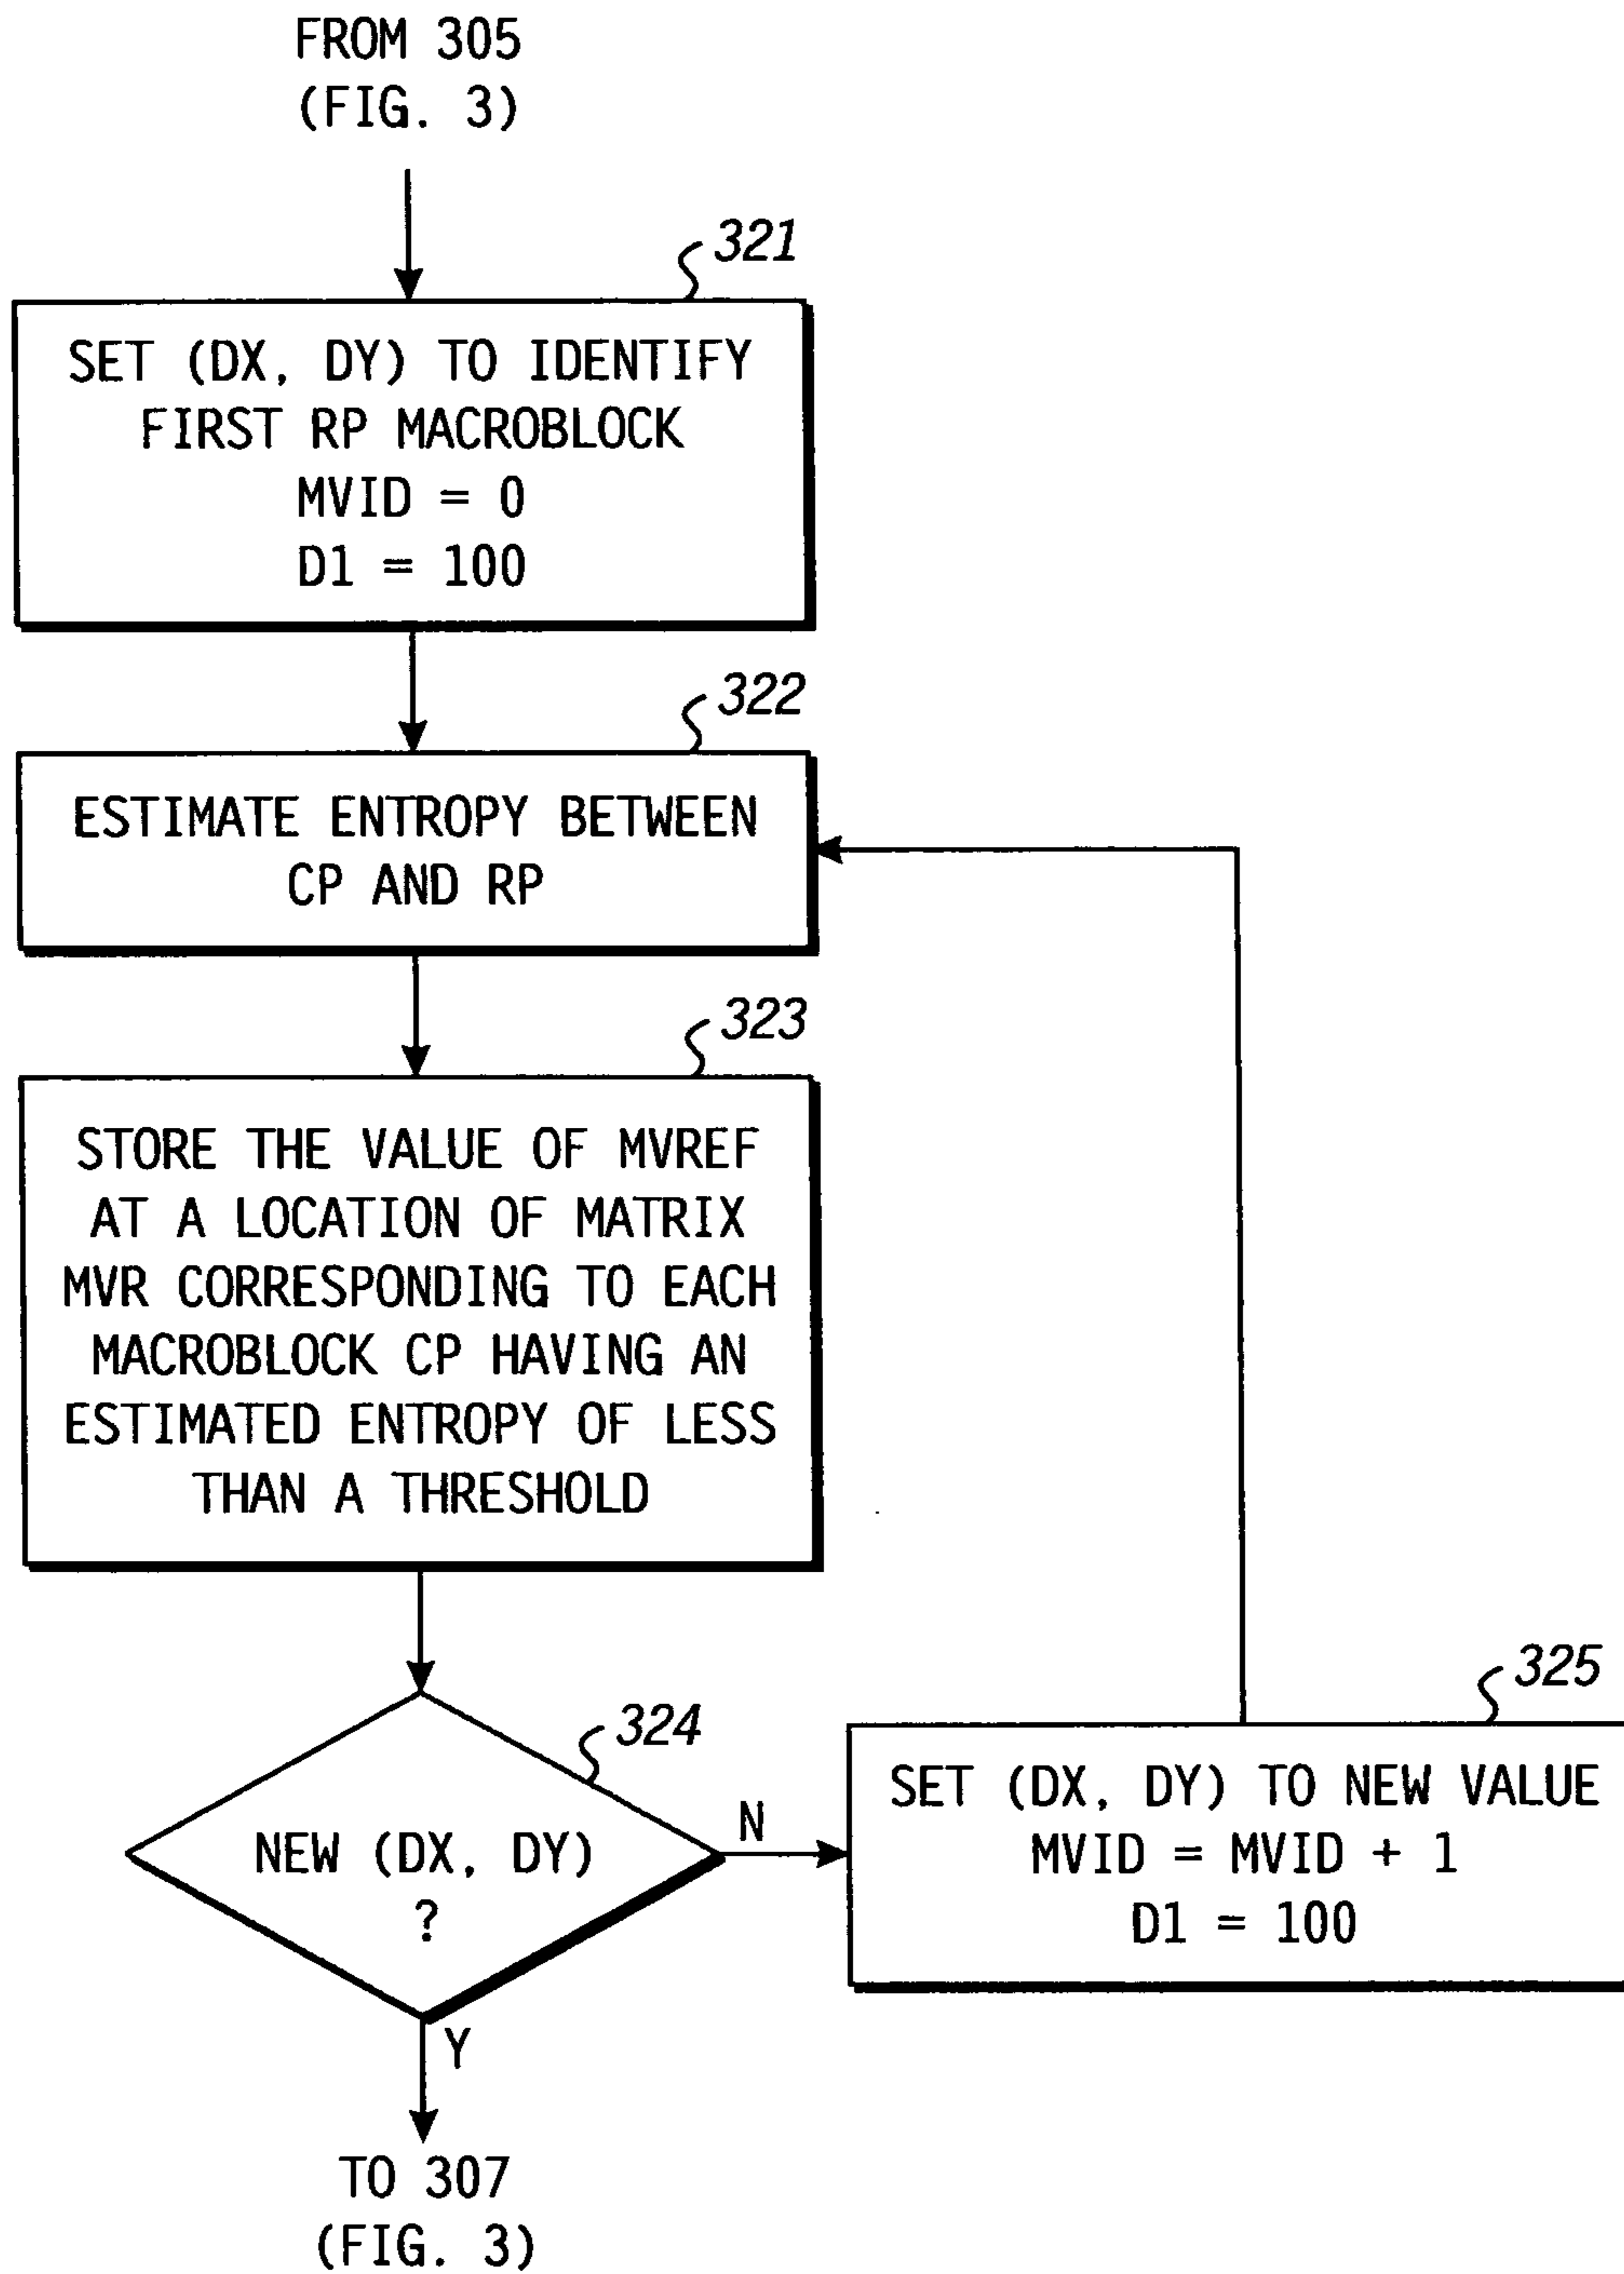 FROM 305
(FIG. 3)
321
SET (DX, DY) TO IDENTIFY
FIRST RP MACROBLOCK
MVID = 0
D1 = 100
322
ESTIMATE ENTROPY BETWEEN
CP AND RP
323
STORE THE VALUE OF MVREF
AT A LOCATION OF MATRIX
MVR CORRESPONDING TO EACH
MACROBLOCK CP HAVING AN
ESTIMATED ENTROPY OF LESS
THAN A THRESHOLD
324
NEW (DX, DY)
?
N
325
SET (DX, DY) TO NEW VALUE
MVID = MVID + 1
D1 = 100
Y
TO 307
(FIG. 3)